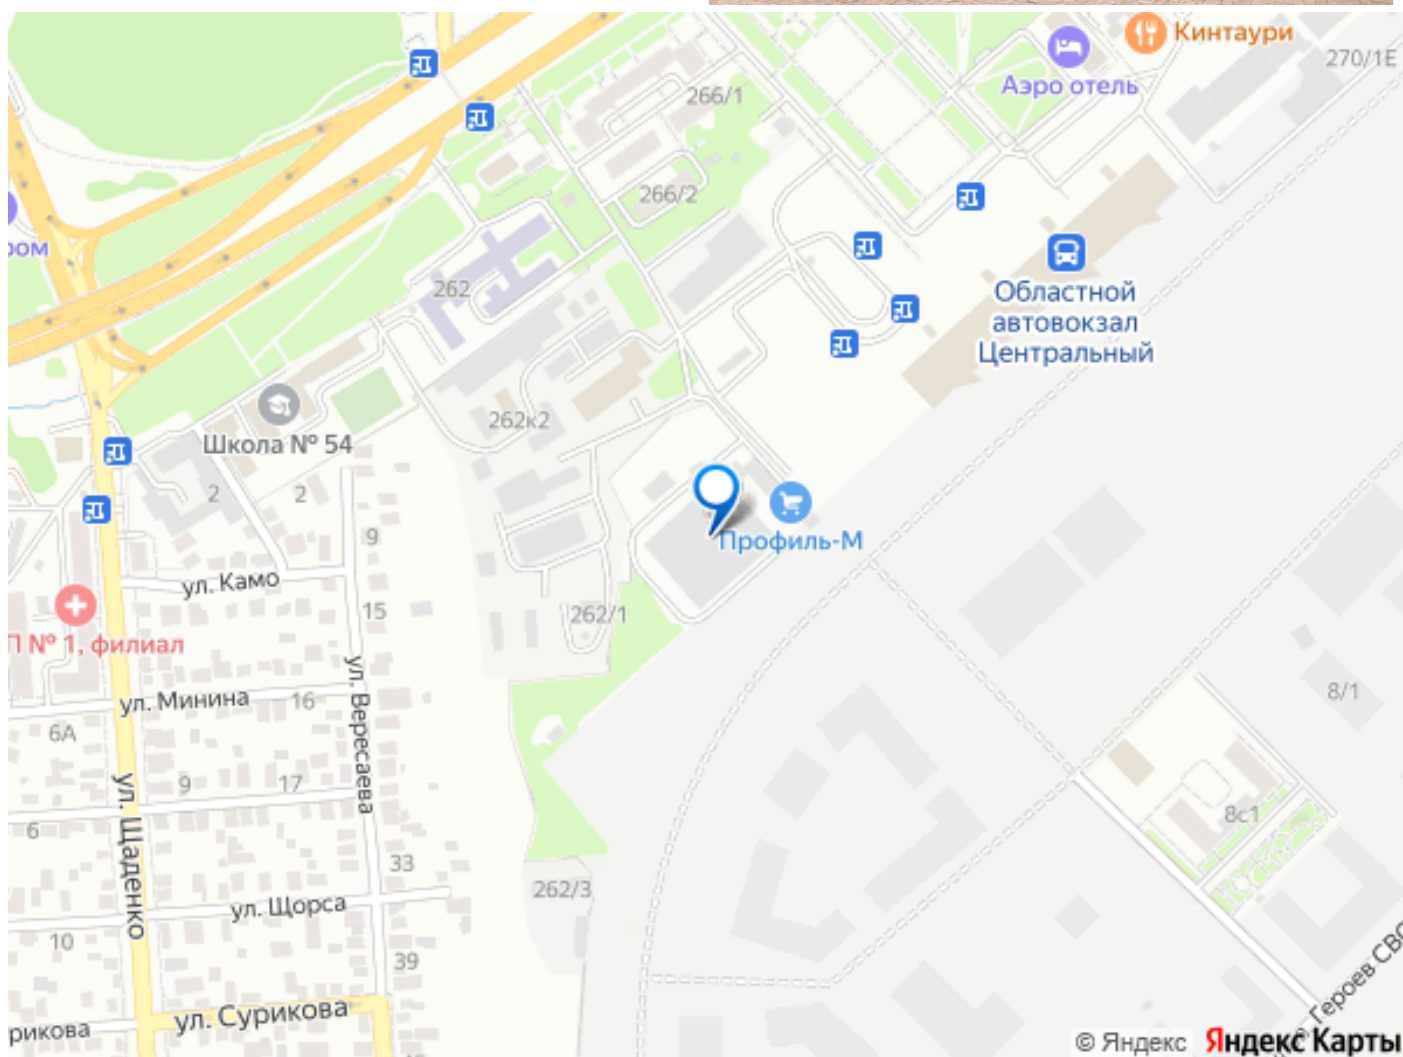 Кинтаури
270/1Е
Аэро отель
266/1
266/2
ром
262
Областной
автовокзал
Центральный
262к2
Школа № 54
2
2
9
Профиль-М
ул. Камо
15
262/1
П № 1, филиал
ул. Минина
16
ул. Вересаева
8/1
6А
9
17
ул. Щаденко
6
8с1
33
262/3
ул. Щорса
10
39
Героев СВО
ул. Сурикова
рикова
© Яндекс Яндекс Карты